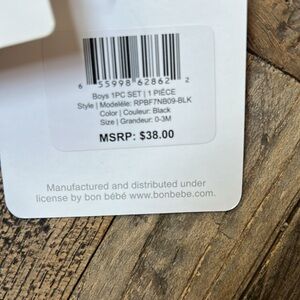 6 55998 62862 2
Boys 1PC SET | 1 PIÈCE
Style | Modelèle: RPBF7NB09-BLK
Color | Couleur: Black
Size | Grandeur: 0-3M
MSRP: $38.00
Manufactured and distributed under
license by bon bébé www.bonbebe.com